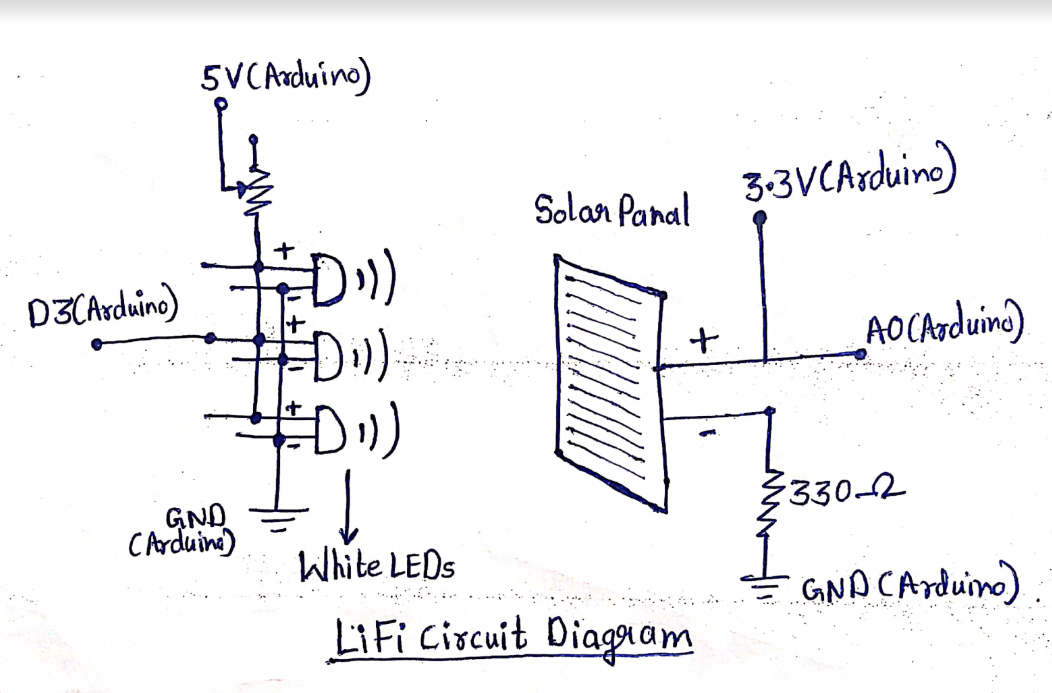 5V(Arduino)
D3(Arduino)
+
-
+
-
+
-
GND
(Arduino)
White LEDs
Solar Panal
3.3V(Arduino)
+
A0(Arduino)
-
330Ω
GND (Arduino)
LiFi Circuit Diagram